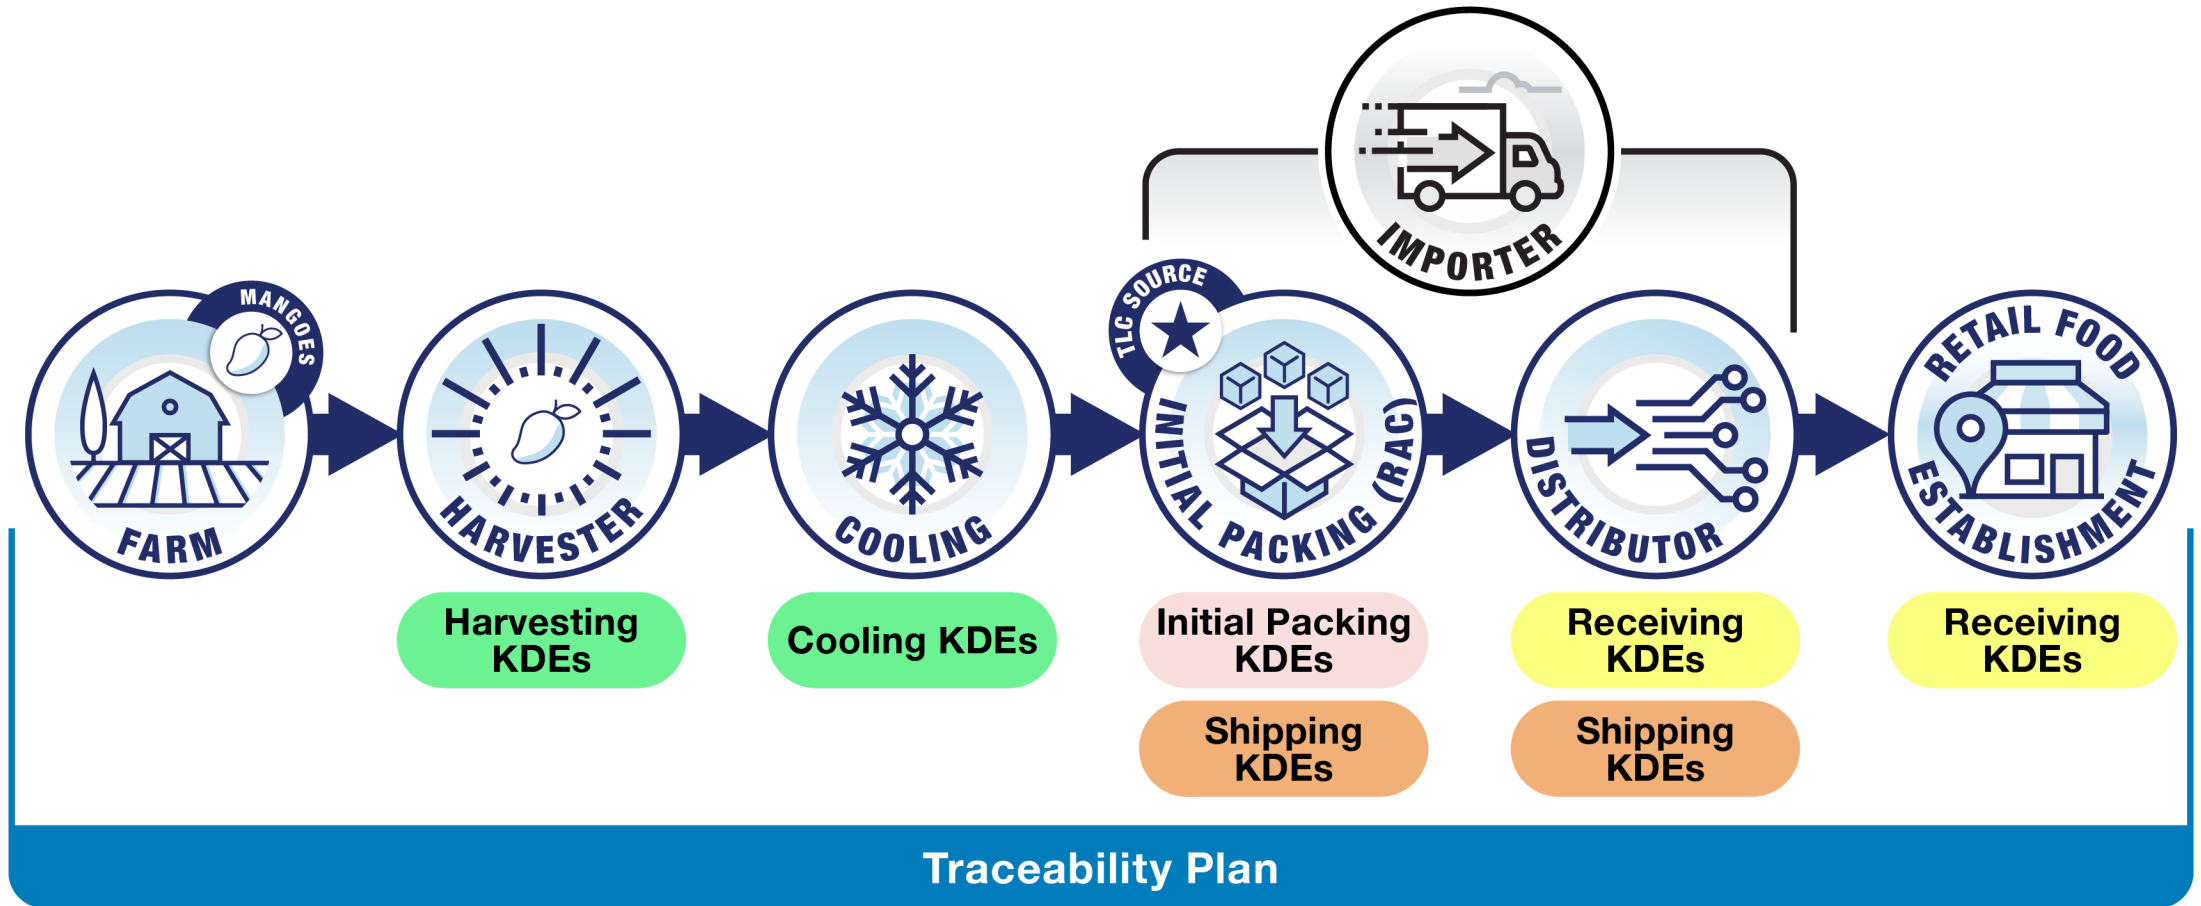 IMPORTER
MANGOES
FARM
HARVESTER
COOLING
TLC SOURCE
INITIAL PACKING (RAC)
DISTRIBUTOR
RETAIL FOOD
ESTABLISHMENT
Harvesting
KDEs
Cooling KDEs
Initial Packing
KDEs
Shipping
KDEs
Receiving
KDEs
Shipping
KDEs
Receiving
KDEs
Traceability Plan